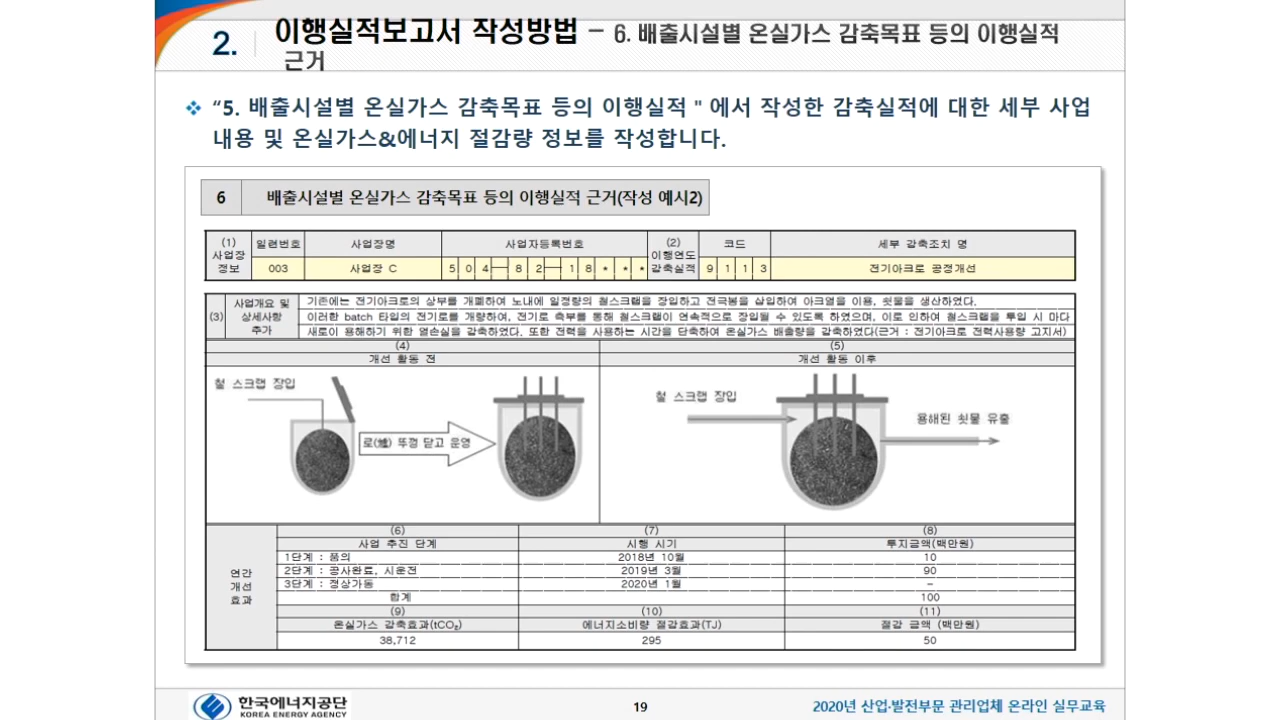 2.
이행실적보고서 작성방법 – 6. 배출시설별 온실가스 감축목표 등의 이행실적
근거
❖ “5. 배출시설별 온실가스 감축목표 등의 이행실적 " 에서 작성한 감축실적에 대한 세부 사업
내용 및 온실가스&에너지 절감량 정보를 작성합니다.
6 배출시설별 온실가스 감축목표 등의 이행실적 근거(작성 예시2)
(1) 사업장 정보 일련번호 사업장명 사업자등록번호 (2) 이행연도 감축실적 코드 세부 감축조치 명
003 사업장 C 5 0 4 — 8 2 — 1 8 * * * 9 1 1 3 전기아크로 공정개선
(3) 사업개요 및 상세사항 추가
기존에는 전기아크로의 상부를 개폐하여 노내에 일정량의 철스크랩을 장입하고 전극봉을 삽입하여 아크열을 이용, 쇳물을 생산하였다.
이러한 batch 타입의 전기로를 개량하여, 전기로 측부를 통해 철스크랩이 연속적으로 장입될 수 있도록 하였으며, 이로 인하여 철스크랩을 투입 시 마다
새로이 용해하기 위한 열손실을 감축하였다. 또한 전력을 사용하는 시간을 단축하여 온실가스 배출량을 감축하였다(근거 : 전기아크로 전력사용량 고지서)
(4) (5)
개선 활동 전 개선 활동 이후
철 스크랩 장입
로(爐) 뚜껑 닫고 운영
철 스크랩 장입
용해된 쇳물 유출
연간
개선
효과
(6) (7) (8)
사업 추진 단계 시행 시기 투자금액(백만원)
1단계 : 품의 2018년 10월 10
2단계 : 공사완료, 시운전 2019년 3월 90
3단계 : 정상가동 2020년 1월 –
합계 100
(9) (10) (11)
온실가스 감축효과(tCO₂) 에너지소비량 절감효과(TJ) 절감 금액 (백만원)
38,712 295 50
한국에너지공단
KOREA ENERGY AGENCY
19
2020년 산업·발전부문 관리업체 온라인 실무교육